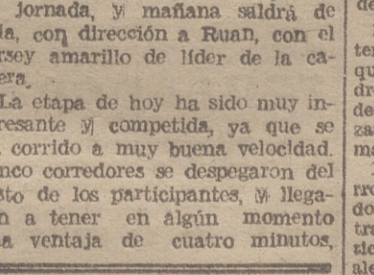 jornada, y mañana saldrá de
la, con dirección a Ruan, con el
rsey amarillo de líder de la ca-
era.
La etapa de hoy ha sido muy in-
resante y competida, ya que se
corrido a muy buena velocidad.
nco corredores se despegaron del
sto de los participantes, y llega-
n a tener en algún momento
a ventaja de cuatro minutos,